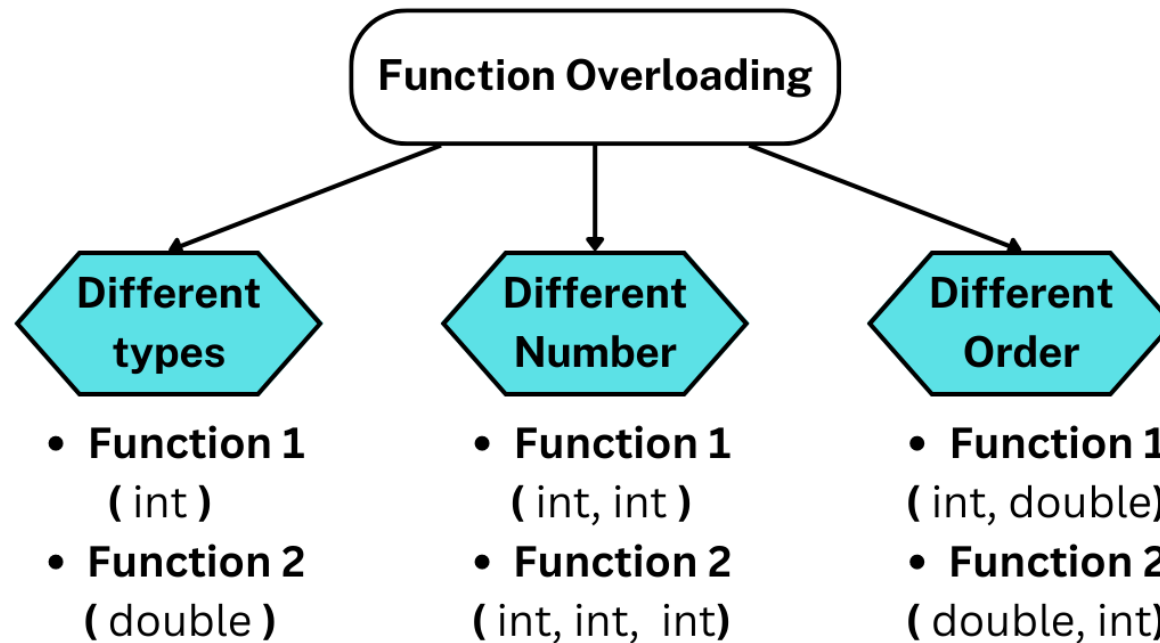 Function Overloading
Different
types
• Function 1
( int )
• Function 2
( double )
Different
Number
• Function 1
( int, int )
• Function 2
( int, int, int)
Different
Order
• Function 1
( int, double)
• Function 2
( double, int)